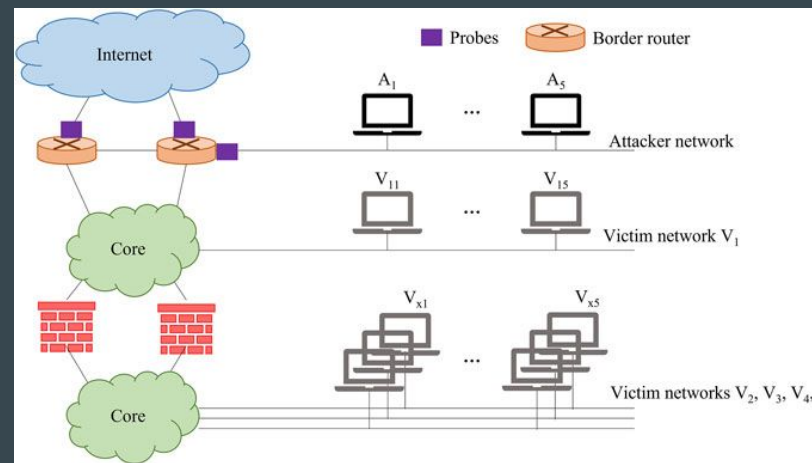 Internet
Probes
Border router
A1
...
A5
Attacker network
V11
...
V15
Core
Victim network V1
Vx1
...
Vx5
Core
Victim networks V2, V3, V4,